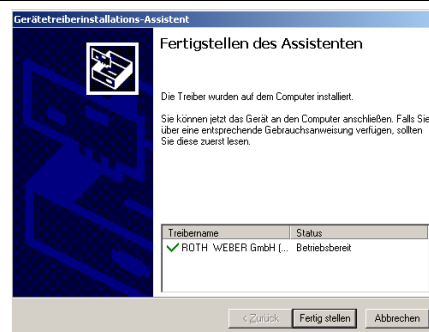 Gerätetreiberinstallations-Assistent
Fertigstellen des Assistenten
Die Treiber wurden auf dem Computer installiert.
Sie können jetzt das Gerät an den Computer anschließen. Falls Sie
über eine entsprechende Gebrauchsanweisung verfügen, sollten
Sie diese zuerst lesen.
Treibername Status
ROTH WEBER GmbH (... Betriebsbereit
< Zurück Fertig stellen Abbrechen